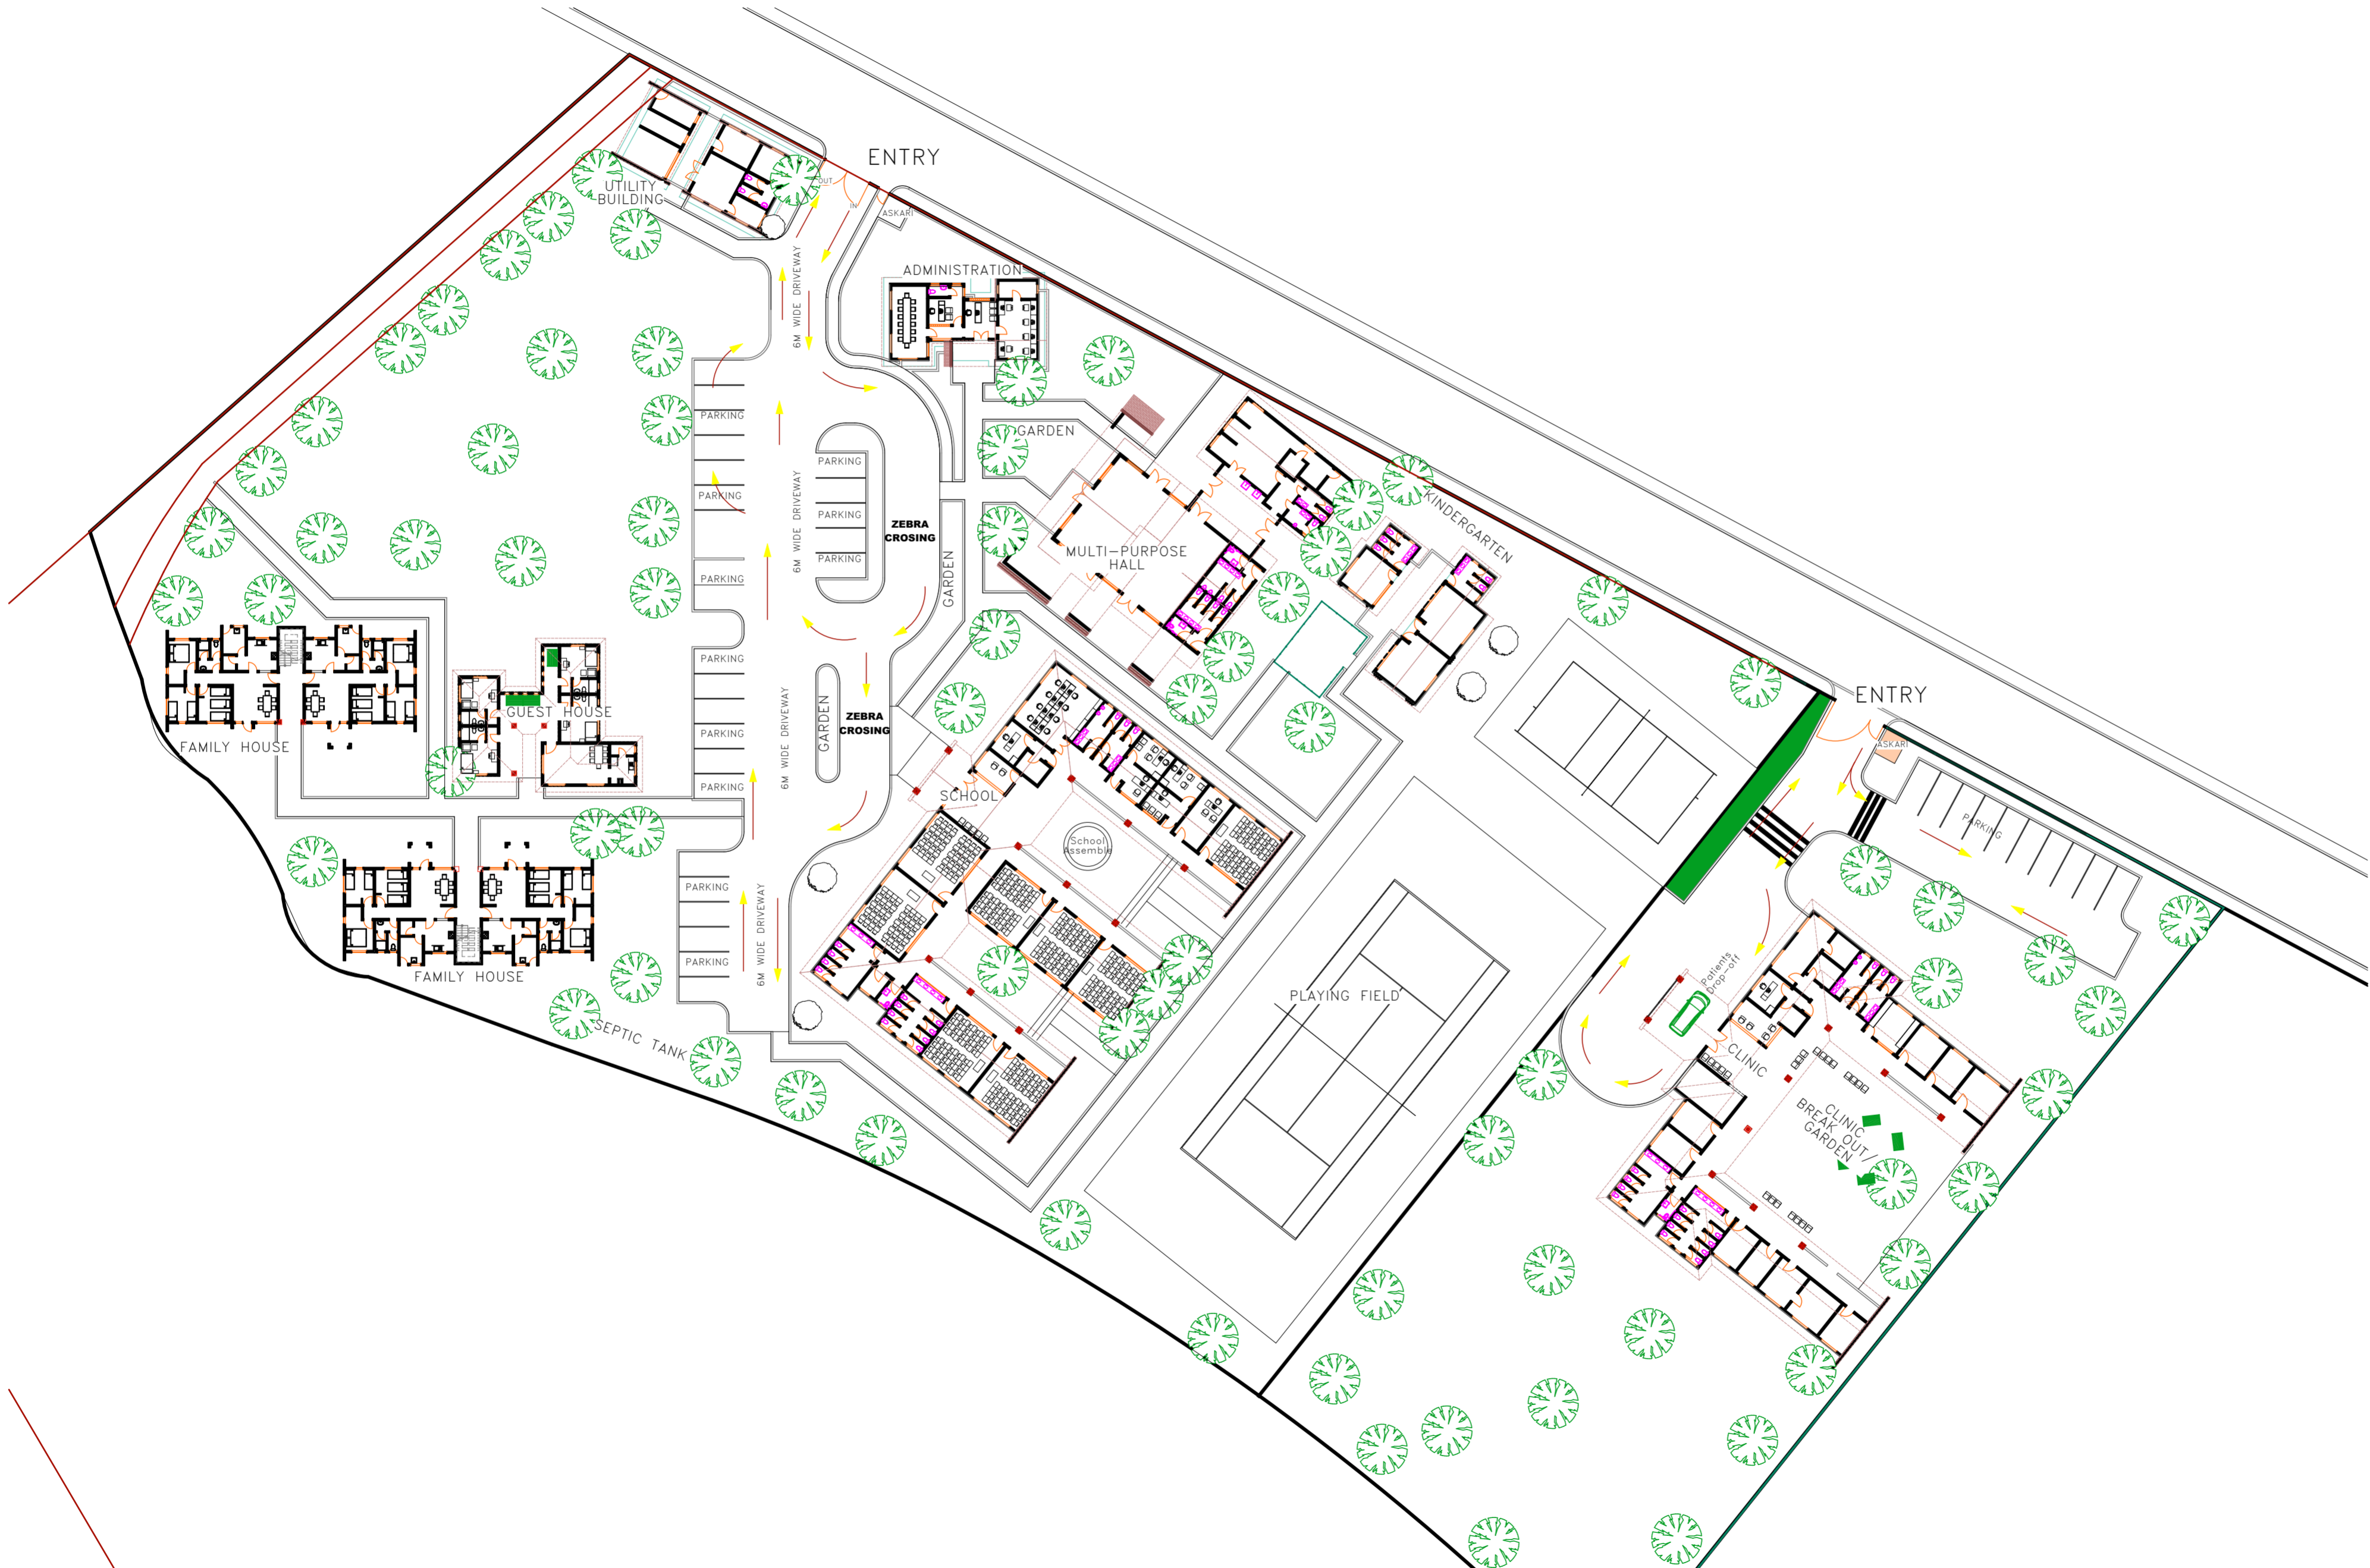 ENTRY
OUT
IN
ASKARI
UTILITY
BUILDING
6M WIDE DRIVEWAY
ADMINISTRATION
PARKING
GARDEN
PARKING
PARKING
PARKING
PARKING
6M WIDE DRIVEWAY
ZEBRA
CROSING
GARDEN
MULTI-PURPOSE
HALL
KINDERGARTEN
PARKING
PARKING
PARKING
PARKING
6M WIDE DRIVEWAY
GARDEN
ZEBRA
CROSING
FAMILY HOUSE
GUEST HOUSE
SCHOOL
School
Assemble
ENTRY
ASKARI
PARKING
PARKING
PARKING
6M WIDE DRIVEWAY
FAMILY HOUSE
SEPTIC TANK
PLAYING FIELD
Patients
Drop-off
CLINIC
CLINIC
BREAK OUT/
GARDEN